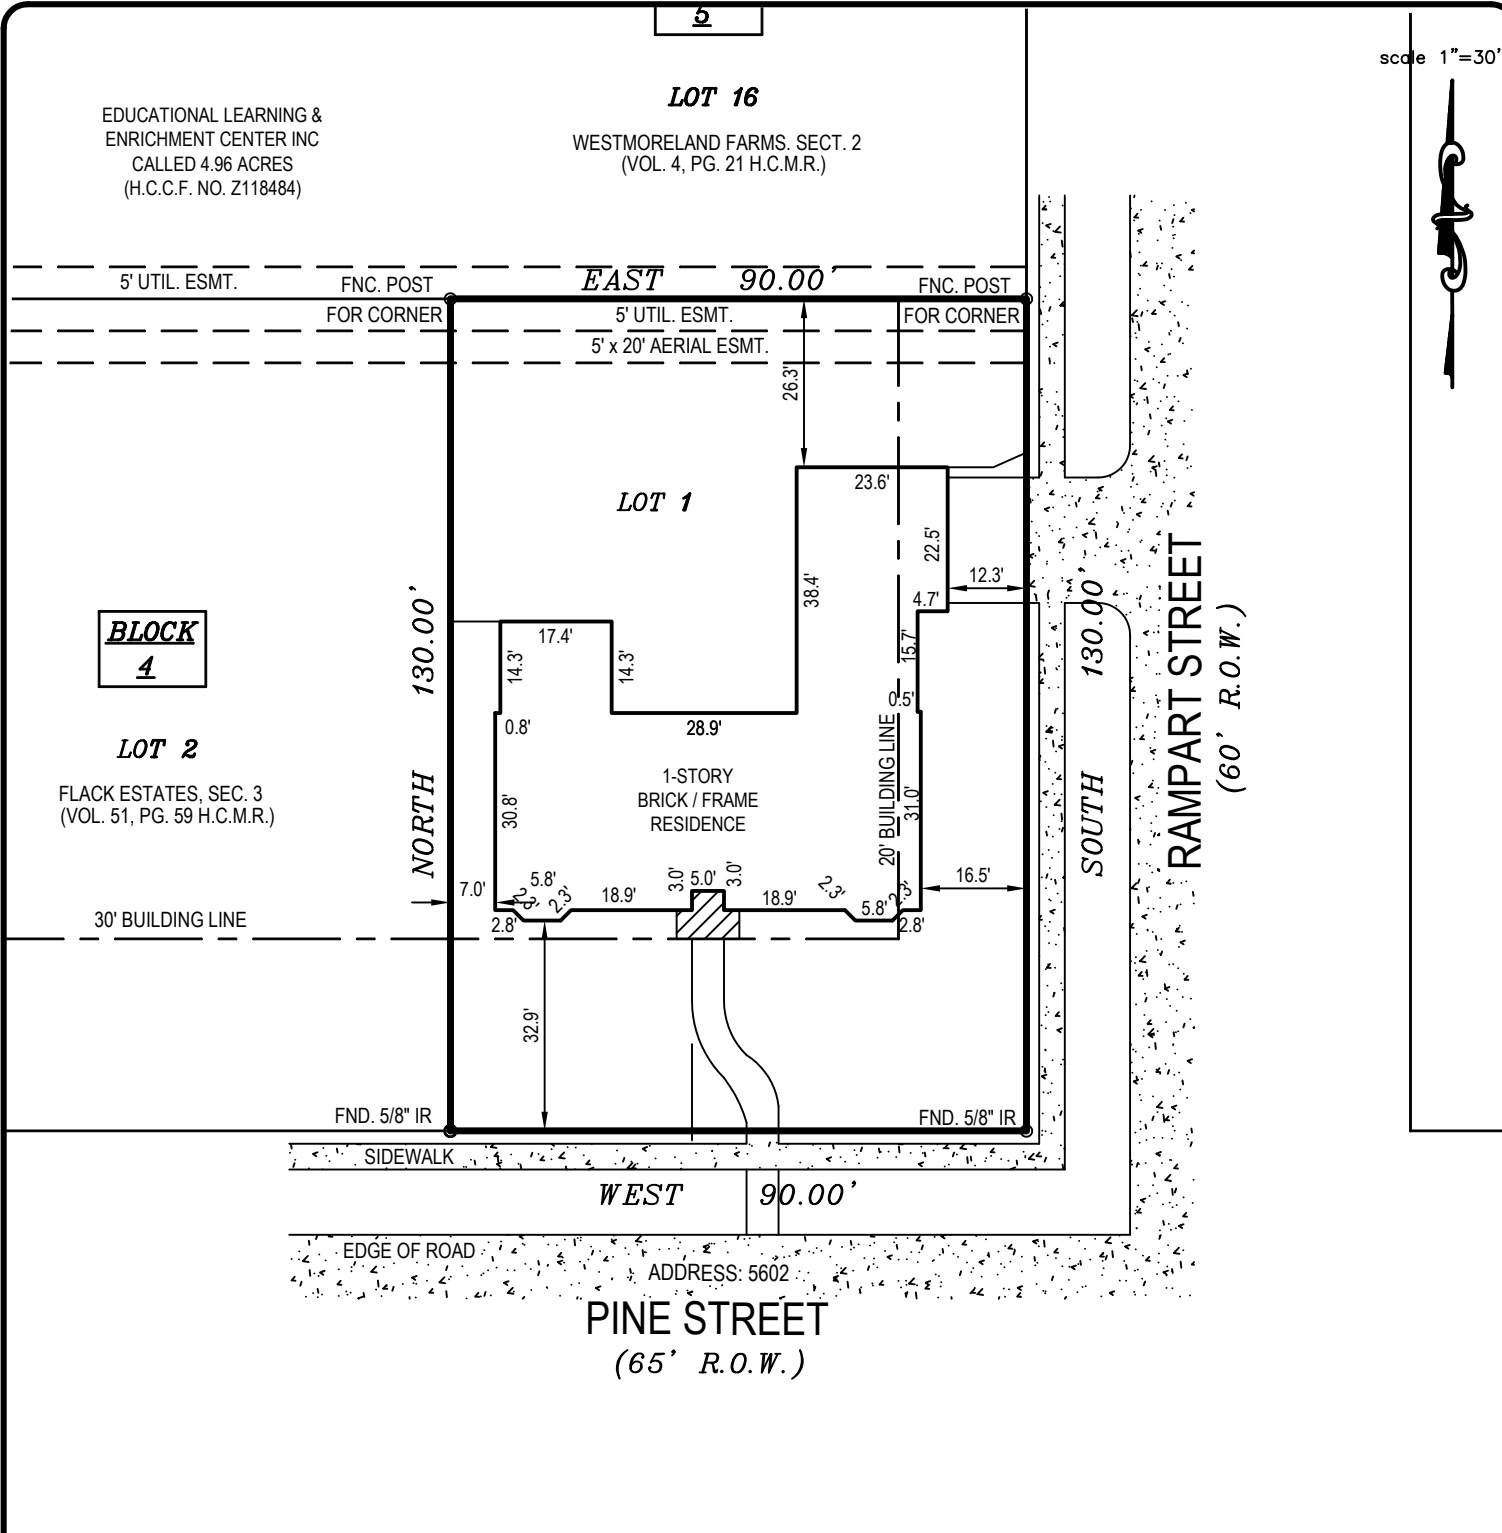 5
scale 1"=30'
LOT 16
WESTMORELAND FARMS. SECT. 2
(VOL. 4, PG. 21 H.C.M.R.)
EDUCATIONAL LEARNING &
ENRICHMENT CENTER INC
CALLED 4.96 ACRES
(H.C.C.F. NO. Z118484)
5' UTIL. ESMT.
FNC. POST
FOR CORNER
EAST 90.00'
FNC. POST
FOR CORNER
5' UTIL. ESMT.
5' x 20' AERIAL ESMT.
26.3'
LOT 1
23.6'
22.5'
38.4'
12.3'
4.7'
15.7'
0.5'
17.4'
14.3'
14.3'
0.8'
28.9'
1-STORY
BRICK / FRAME
RESIDENCE
30.8'
31.0'
20' BUILDING LINE
BLOCK
4
LOT 2
FLACK ESTATES, SEC. 3
(VOL. 51, PG. 59 H.C.M.R.)
NORTH 130.00'
SOUTH 130.00'
RAMPART STREET
(60' R.O.W.)
7.0'
5.8'
2.3'
2.3'
2.8'
18.9'
3.0'
5.0'
3.0'
18.9'
2.3'
5.8'
2.3'
2.8'
16.5'
30' BUILDING LINE
32.9'
FND. 5/8" IR
FND. 5/8" IR
SIDEWALK
WEST 90.00'
EDGE OF ROAD
ADDRESS: 5602
PINE STREET
(65' R.O.W.)